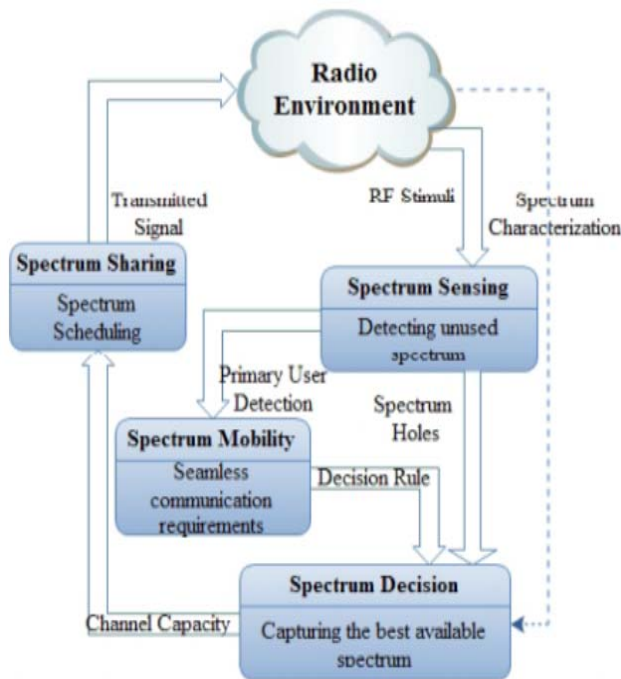 Radio
Environment
Transmitted
Signal
RF Stimuli
Spectrum
Characterization
Spectrum Sharing
Spectrum
Scheduling
Spectrum Sensing
Detecting unused
spectrum
Primary User
Detection
Spectrum
Holes
Spectrum Mobility
Seamless
communication
requirements
Decision Rule
Spectrum Decision
Capturing the best available
spectrum
Channel Capacity